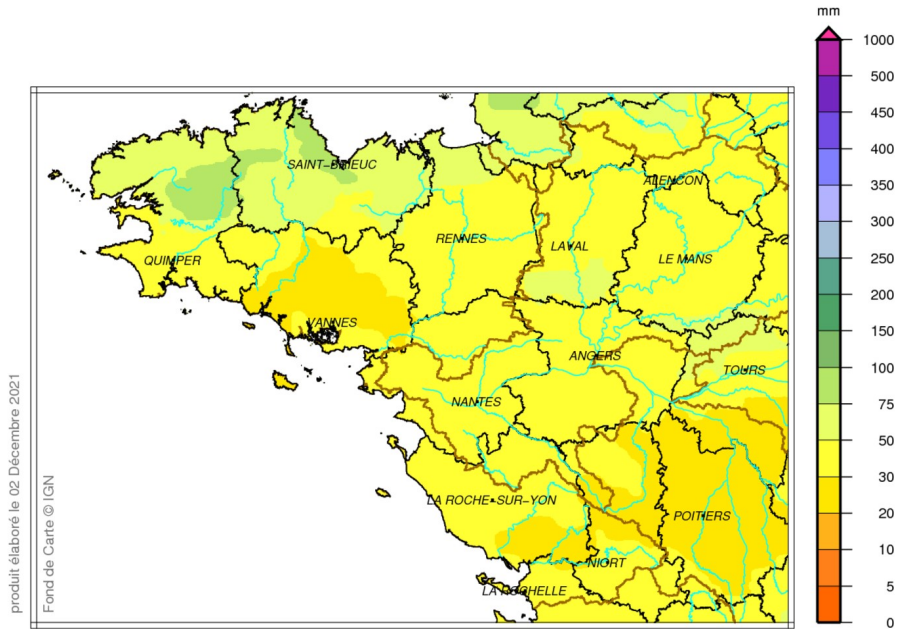 mm
1000
500
450
400
350
300
250
200
150
100
75
50
30
20
10
5
0
SAINT-BRIEUC
ALENCON
RENNES
LAVAL
QUIMPER
LE MANS
VANNES
ANGERS
TOURS
NANTES
LA ROCHE-SUR-YON
POITIERS
NIORT
LA ROCHELLE
produit élaboré le 02 Décembre 2021
Fond de Carte © IGN